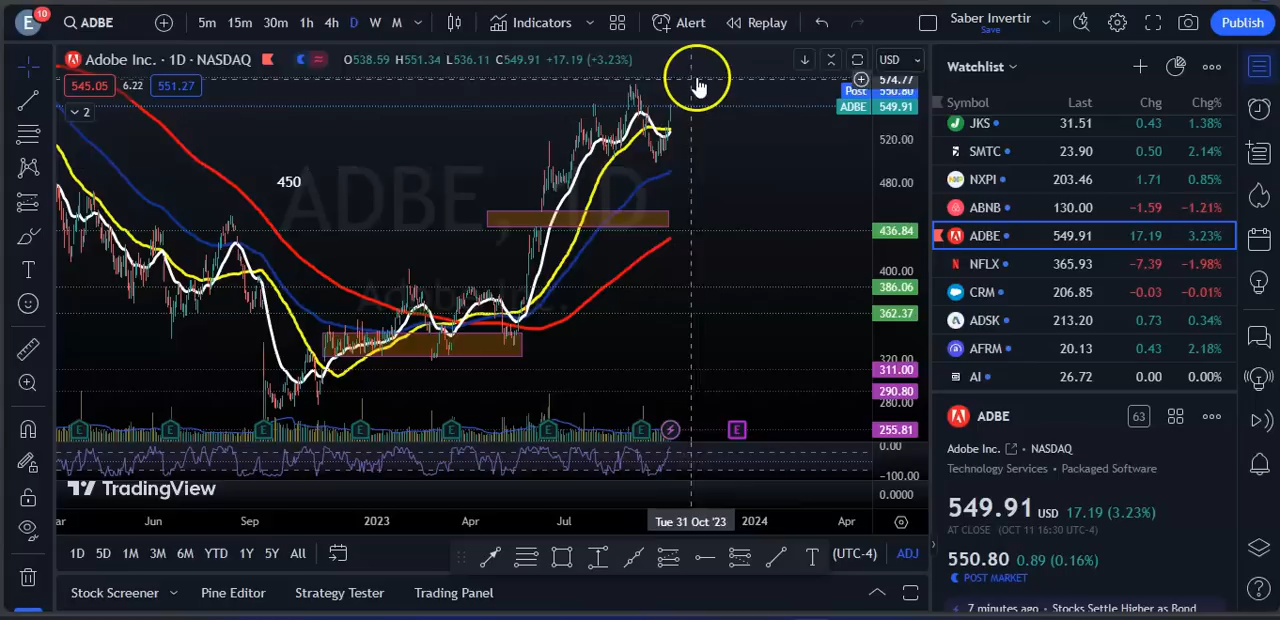 E 10 ADBE 5m 15m 30m 1h 4h D W M Indicators Alert Replay Saber Invertir Save Publish
Adobe Inc. · 1D · NASDAQ O538.59 H551.34 L536.11 C549.91 +17.19 (+3.23%) USD
545.05 6.22 551.27
2
574.77
Post 550.80
ADBE 549.91
520.00
480.00
450
ADBE, 1D
Adobe Inc.
436.84
400.00
386.06
362.37
320.00
311.00
290.80
280.00
255.81
E E E E E E E E
0.00
−100.00
0.0000
TradingView
Jun Sep 2023 Apr Jul Tue 31 Oct '23 2024 Apr
1D 5D 1M 3M 6M YTD 1Y 5Y All T (UTC-4) ADJ
Stock Screener Pine Editor Strategy Tester Trading Panel
Watchlist
Symbol Last Chg Chg%
JKS 31.51 0.43 1.38%
SMTC 23.90 0.50 2.14%
NXPI 203.46 1.71 0.85%
ABNB 130.00 −1.59 −1.21%
ADBE 549.91 17.19 3.23%
NFLX 365.93 −7.39 −1.98%
CRM 206.85 −0.03 −0.01%
ADSK 213.20 0.73 0.34%
AFRM 20.13 0.43 2.18%
AI 26.72 0.00 0.00%
ADBE 63
Adobe Inc. • NASDAQ
Technology Services • Packaged Software
549.91 USD 17.19 (3.23%)
AT CLOSE (OCT 11 16:30 UTC-4)
550.80 0.89 (0.16%)
POST MARKET
7 minutes ago • Stocks Settle Higher as Bond